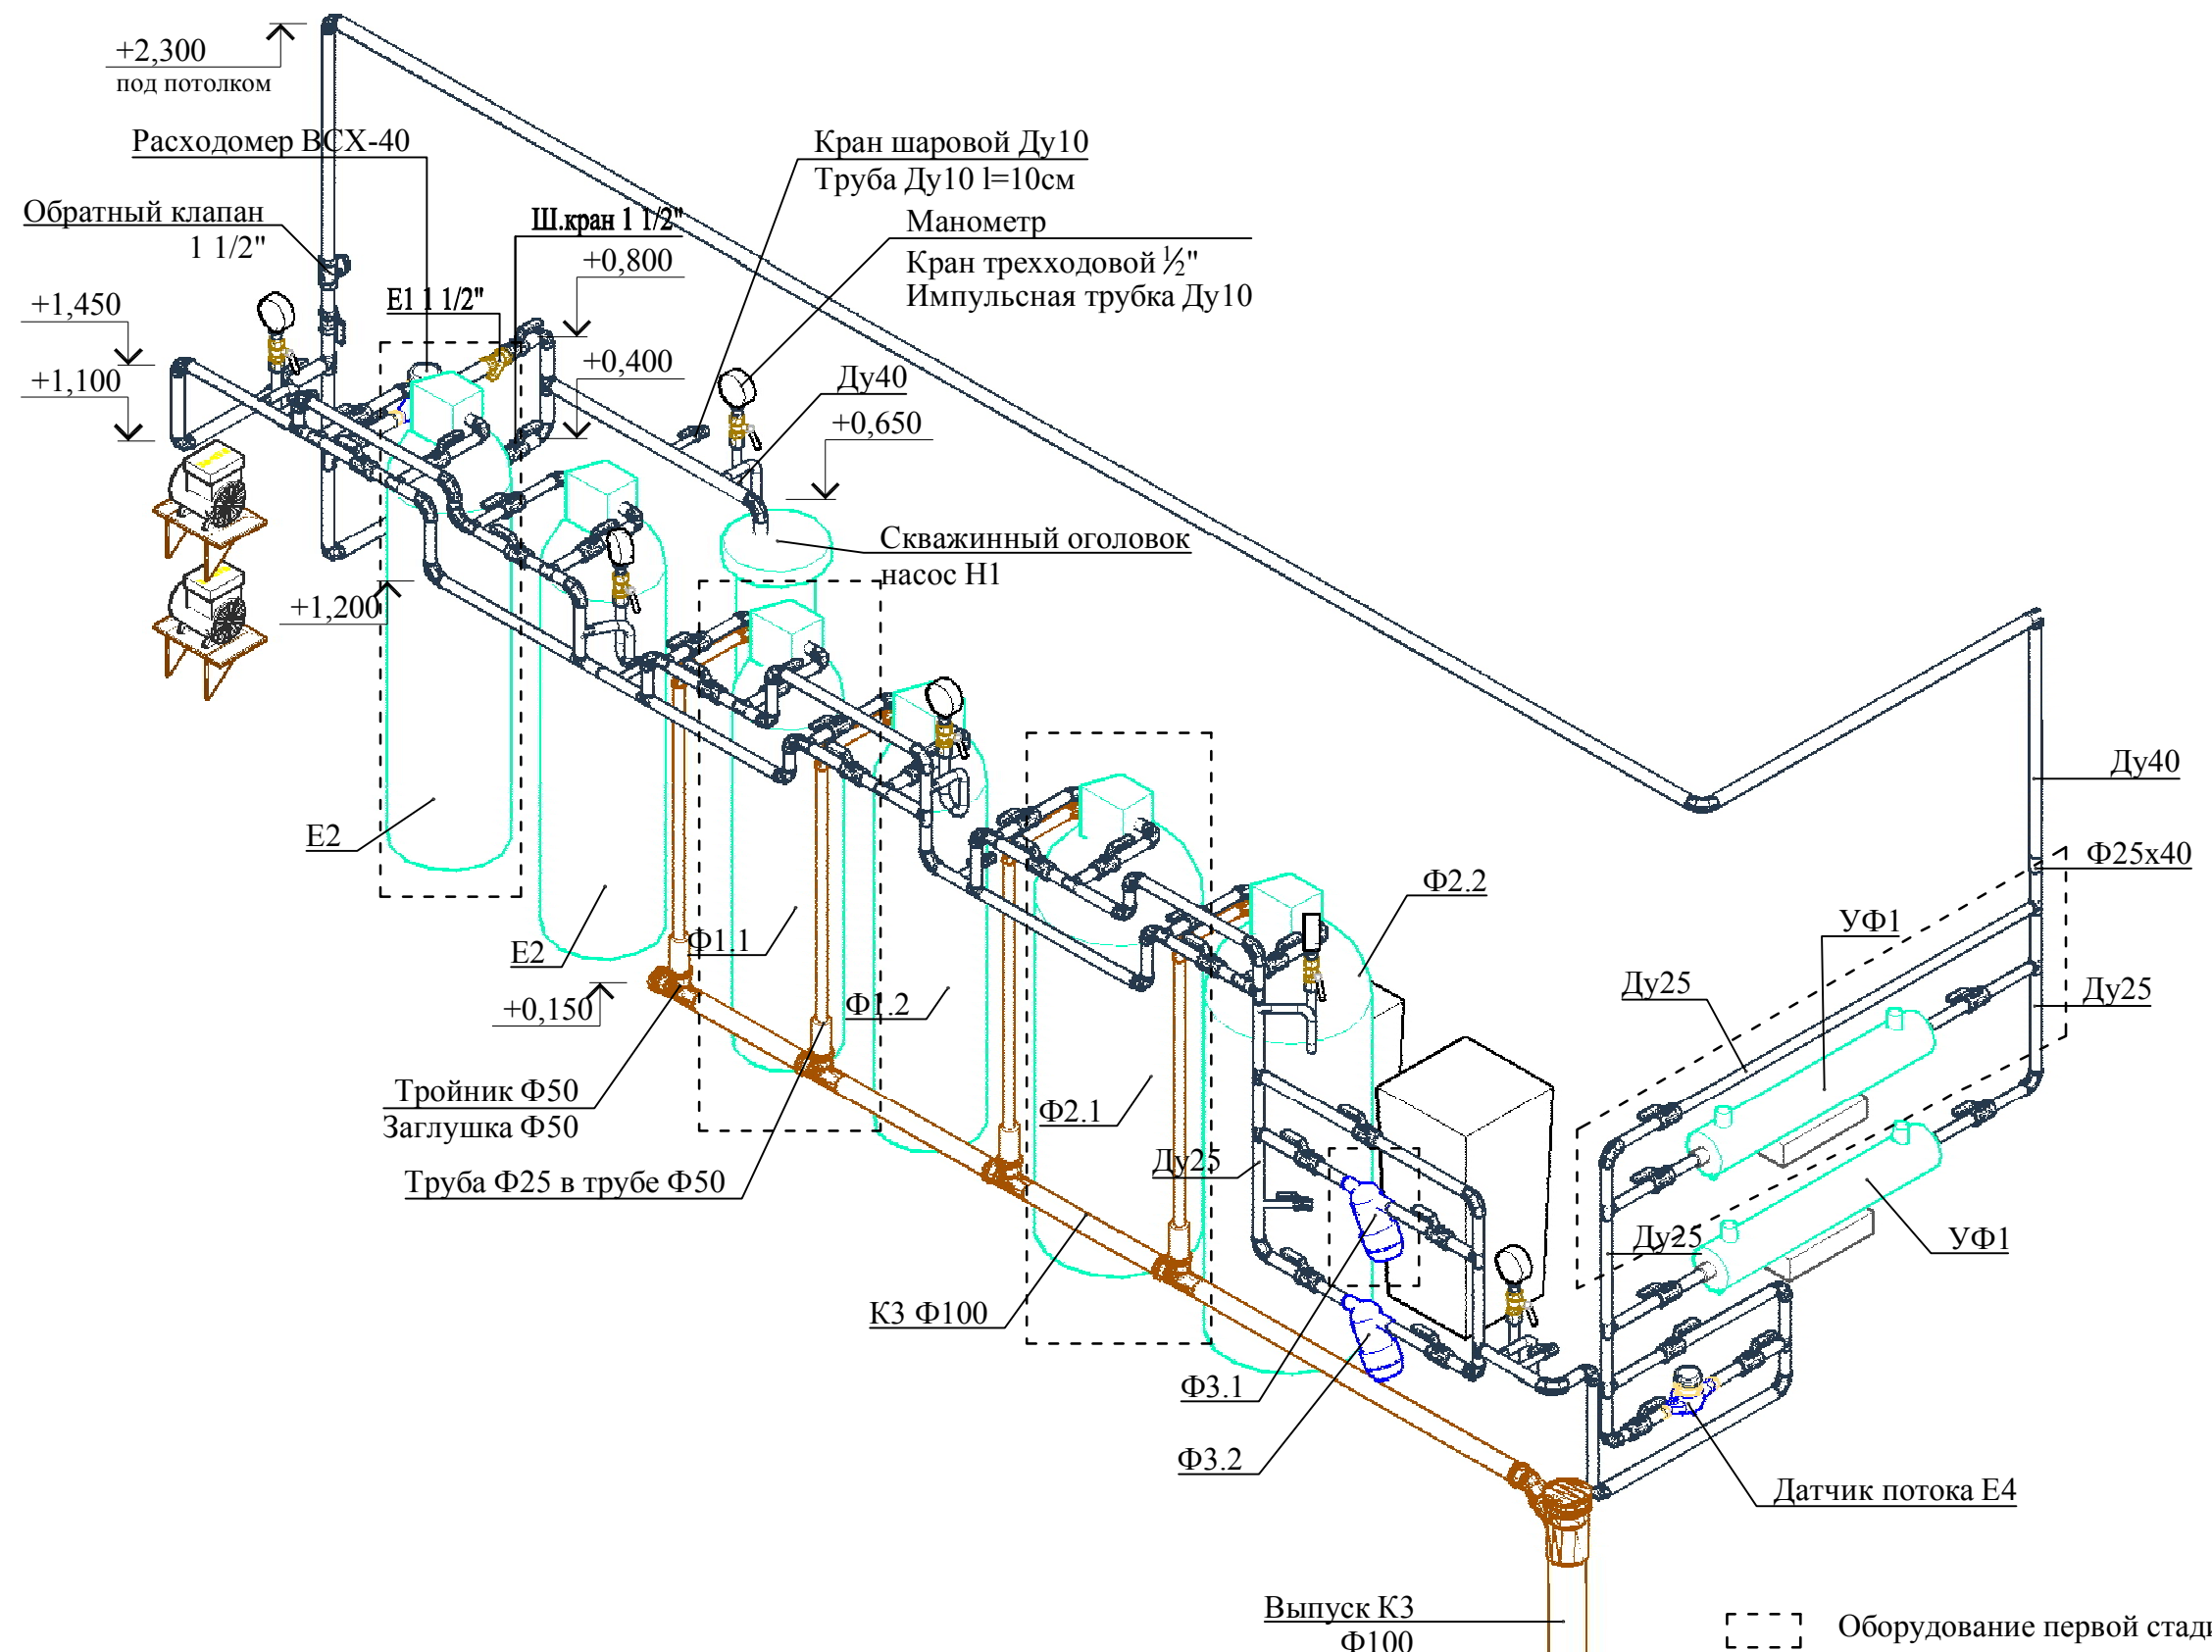 +2,300
под потолком
Расходомер ВСХ-40
Кран шаровой Ду10
Труба Ду10 l=10см
Обратный клапан
1 1/2"
Ш.кран 1 1/2"
Манометр
Кран трехходовой ½"
Импульсная трубка Ду10
+0,800
+1,450
Е1 1 1/2"
+1,100
+0,400
Ду40
+0,650
Скважинный оголовок
насос Н1
+1,200
Ду40
Е2
Ф25х40
Ф2.2
УФ1
Е2
Ф1.1
Ду25
Ду25
+0,150
Ф1.2
Тройник Ф50
Заглушка Ф50
Ф2.1
Ду25
Труба Ф25 в трубе Ф50
Ду25
УФ1
К3 Ф100
Ф3.1
Ф3.2
Датчик потока Е4
Выпуск К3
Ф100
Оборудование первой